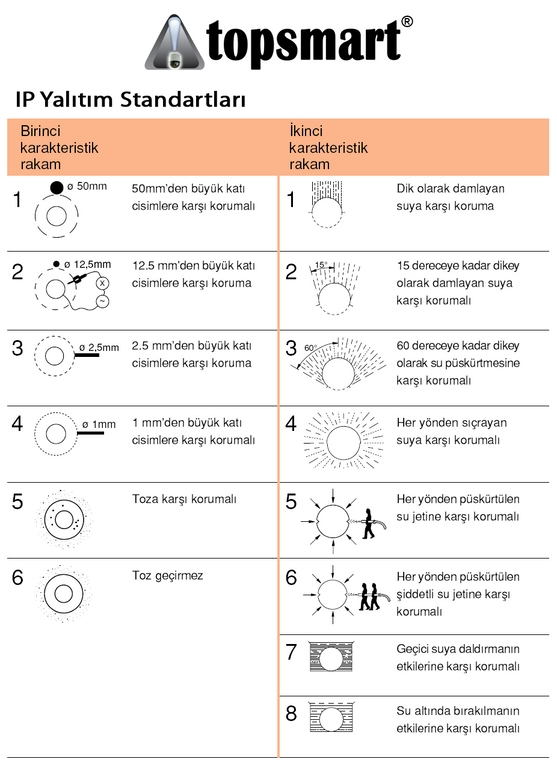 topsmart®
IP Yalıtım Standartları
Birinci
karakteristik
rakam
İkinci
karakteristik
rakam
1
ø 50mm
50mm'den büyük katı
cisimlere karşı korumalı
1
Dik olarak damlayan
suya karşı koruma
2
ø 12,5mm
X
~
12.5 mm'den büyük katı
cisimlere karşı koruma
2
15°
15 dereceye kadar dikey
olarak damlayan suya
karşı korumalı
3
ø 2,5mm
2.5 mm'den büyük katı
cisimlere karşı koruma
3
60°
60 dereceye kadar dikey
olarak su püskürtmesine
karşı korumalı
4
ø 1mm
1 mm'den büyük katı
cisimlere karşı korumalı
4
Her yönden sıçrayan
suya karşı korumalı
5
Toza karşı korumalı
5
Her yönden püskürtülen
su jetine karşı korumalı
6
Toz geçirmez
6
Her yönden püskürtülen
şiddetli su jetine karşı
korumalı
7
Geçici suya daldırmanın
etkilerine karşı korumalı
8
Su altında bırakılmanın
etkilerine karşı korumalı